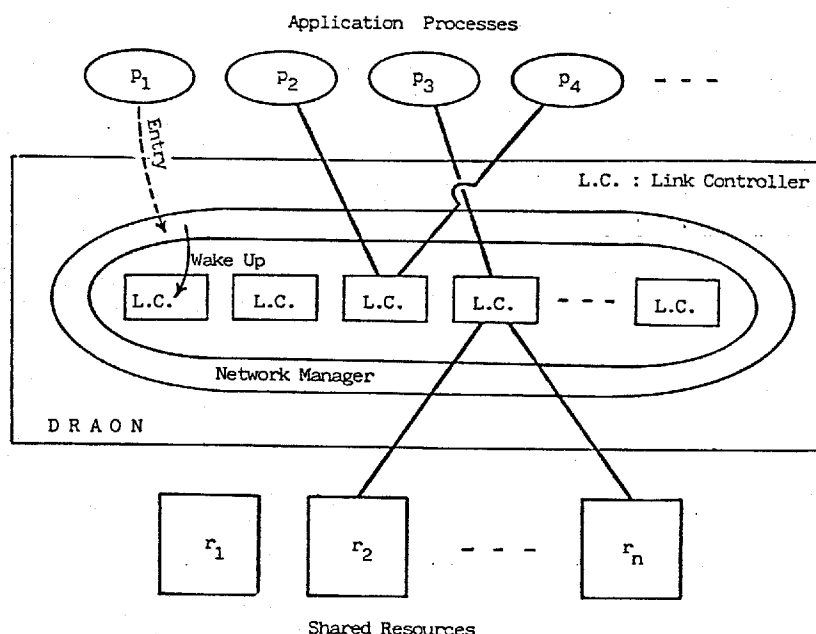 Application Processes
p1 p2 p3 p4 - - -
Entry
L.C. : Link Controller
Wake Up
L.C. L.C. L.C. L.C. - - - L.C.
Network Manager
D R A O N
r1 r2 - - - rn
Shared Resources